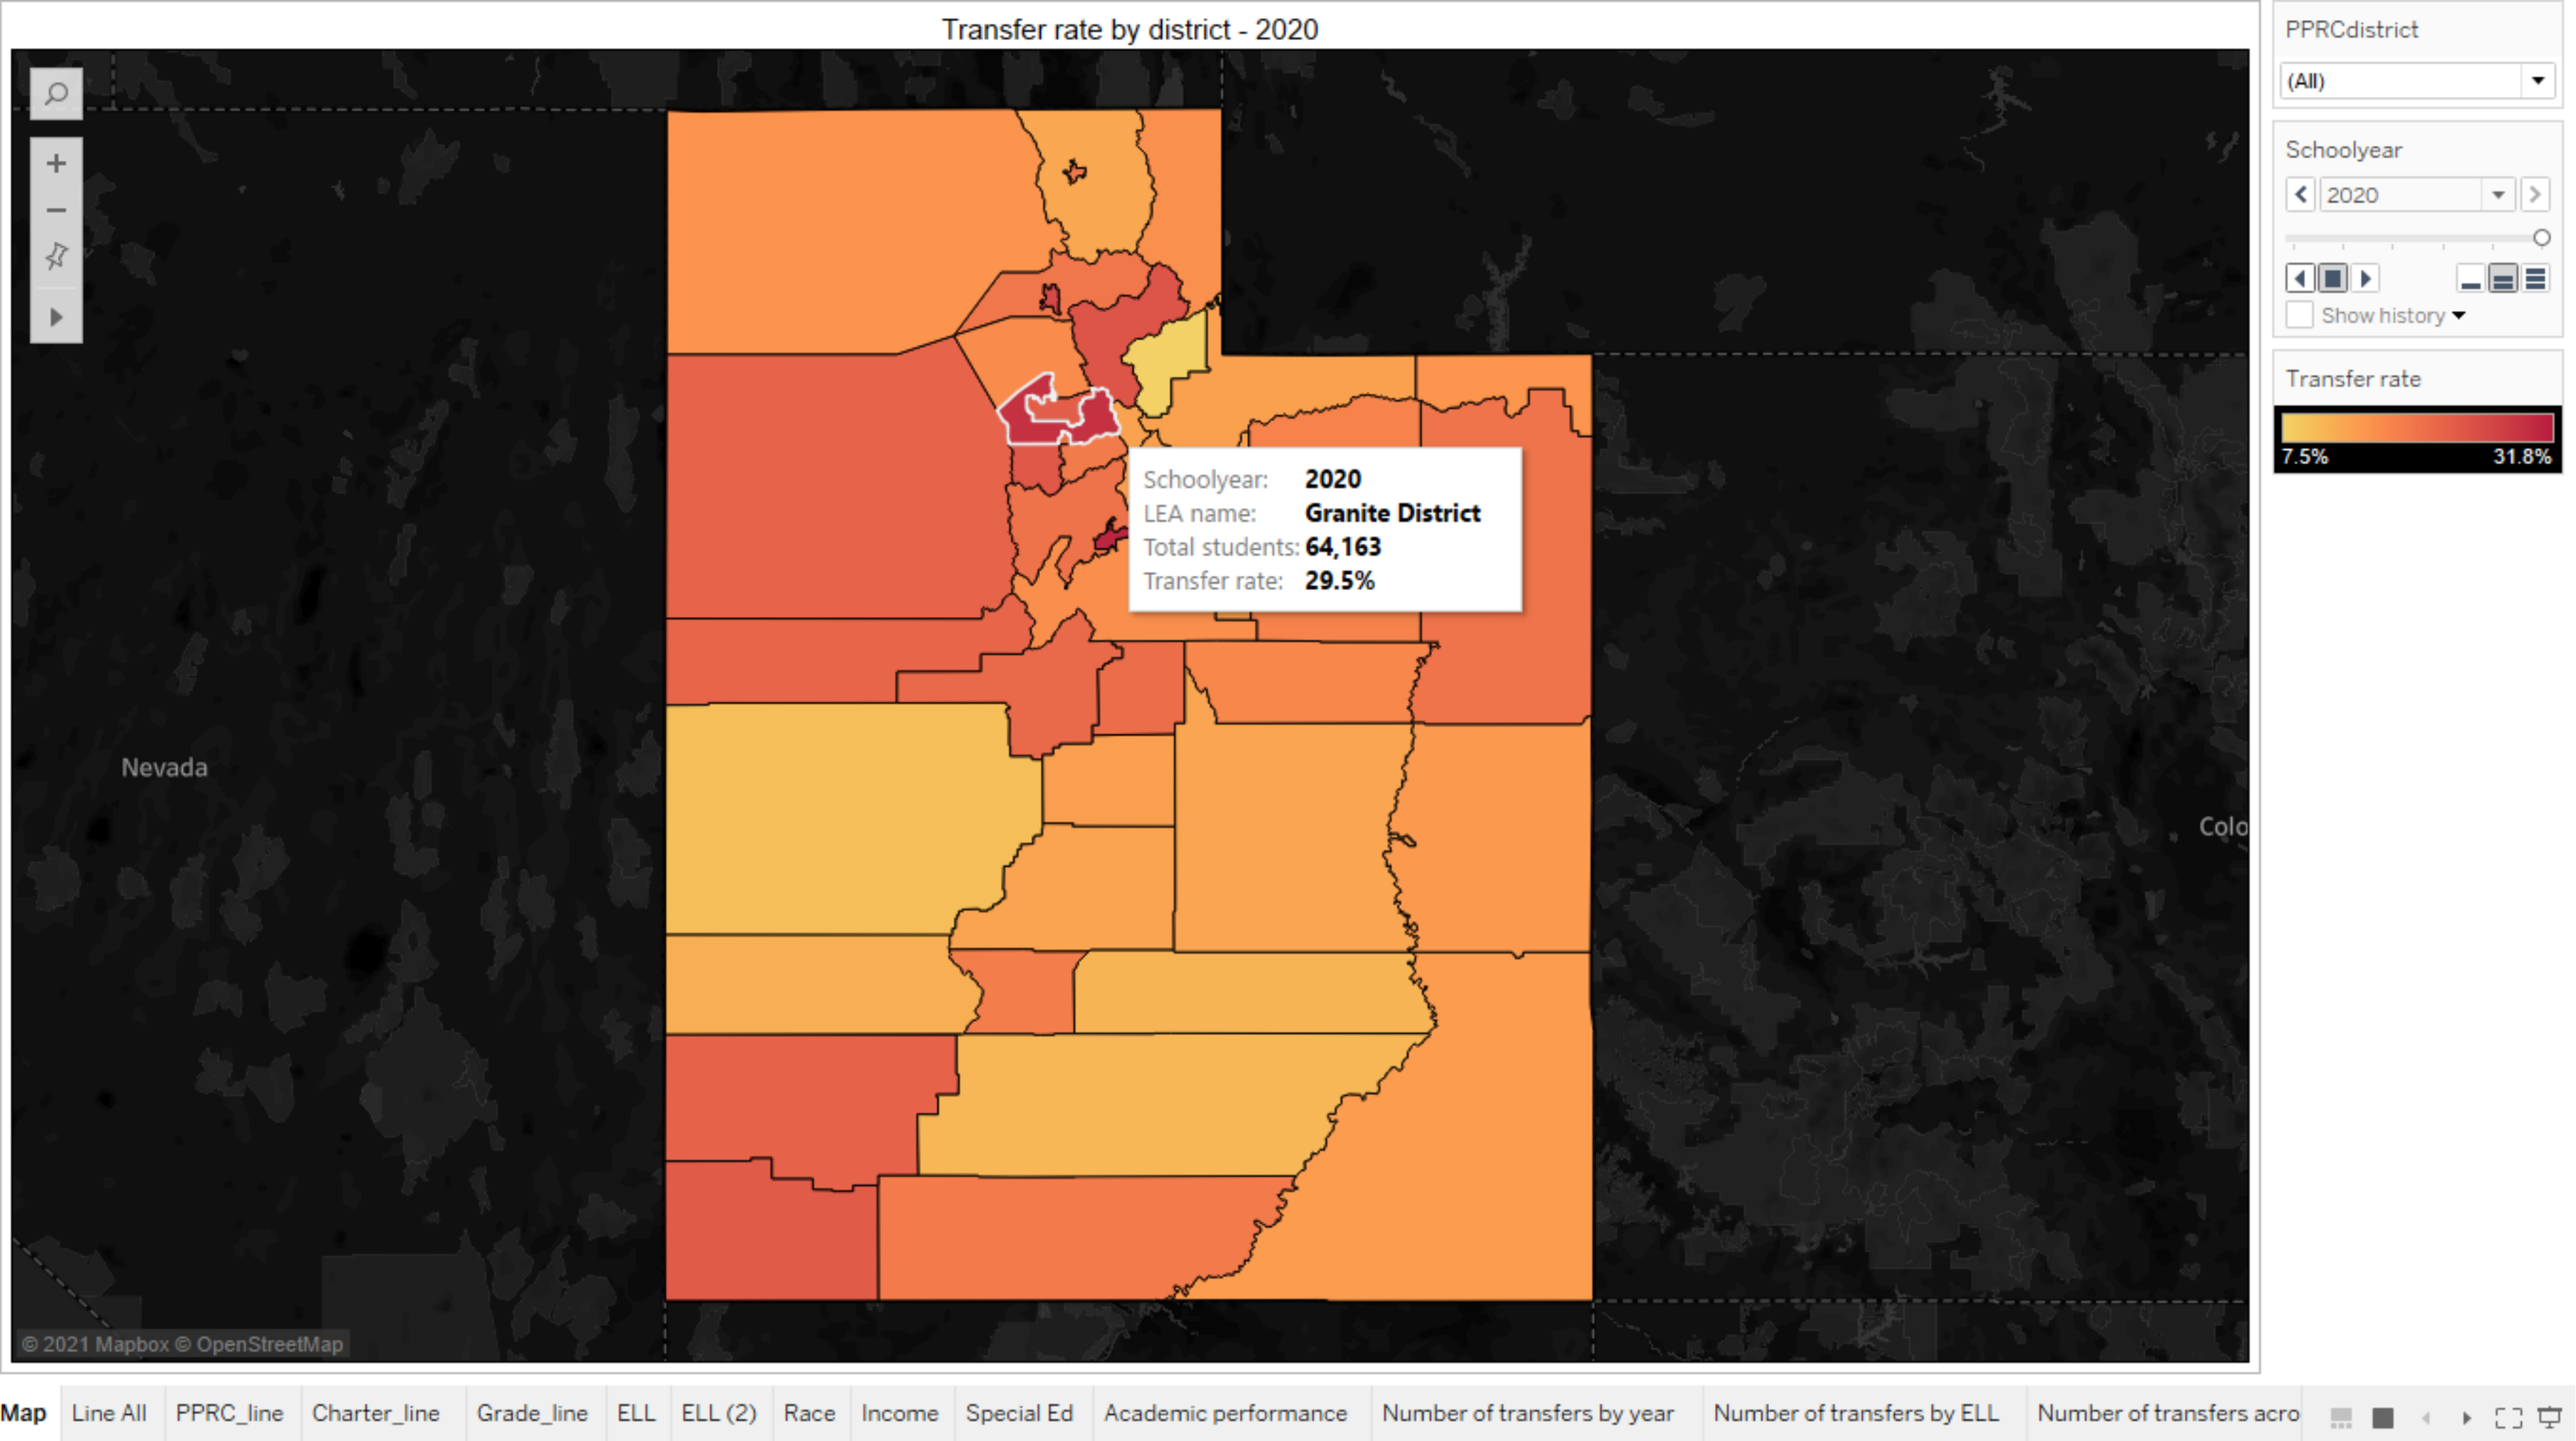 Transfer rate by district - 2020
PPRCdistrict
(All)
Schoolyear
2020
Show history
Transfer rate
7.5% 31.8%
Schoolyear: 2020
LEA name: Granite District
Total students: 64,163
Transfer rate: 29.5%
Nevada
Colo
© 2021 Mapbox © OpenStreetMap
Map Line All PPRC_line Charter_line Grade_line ELL ELL (2) Race Income Special Ed Academic performance Number of transfers by year Number of transfers by ELL Number of transfers acro